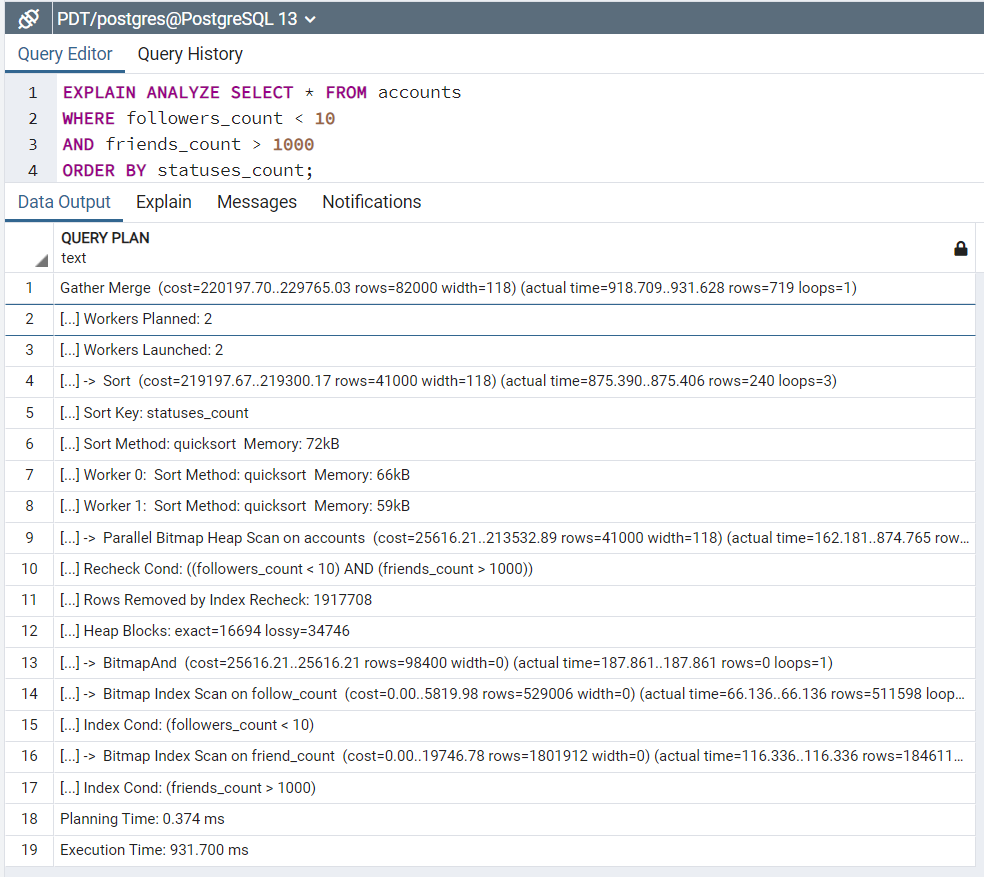 PDT/postgres@PostgreSQL 13
Query Editor Query History
1 EXPLAIN ANALYZE SELECT * FROM accounts
2 WHERE followers_count < 10
3 AND friends_count > 1000
4 ORDER BY statuses_count;
Data Output Explain Messages Notifications
QUERY PLAN
text
1 Gather Merge (cost=220197.70..229765.03 rows=82000 width=118) (actual time=918.709..931.628 rows=719 loops=1)
2 [...] Workers Planned: 2
3 [...] Workers Launched: 2
4 [...] -> Sort (cost=219197.67..219300.17 rows=41000 width=118) (actual time=875.390..875.406 rows=240 loops=3)
5 [...] Sort Key: statuses_count
6 [...] Sort Method: quicksort Memory: 72kB
7 [...] Worker 0: Sort Method: quicksort Memory: 66kB
8 [...] Worker 1: Sort Method: quicksort Memory: 59kB
9 [...] -> Parallel Bitmap Heap Scan on accounts (cost=25616.21..213532.89 rows=41000 width=118) (actual time=162.181..874.765 row...
10 [...] Recheck Cond: ((followers_count < 10) AND (friends_count > 1000))
11 [...] Rows Removed by Index Recheck: 1917708
12 [...] Heap Blocks: exact=16694 lossy=34746
13 [...] -> BitmapAnd (cost=25616.21..25616.21 rows=98400 width=0) (actual time=187.861..187.861 rows=0 loops=1)
14 [...] -> Bitmap Index Scan on follow_count (cost=0.00..5819.98 rows=529006 width=0) (actual time=66.136..66.136 rows=511598 loop...
15 [...] Index Cond: (followers_count < 10)
16 [...] -> Bitmap Index Scan on friend_count (cost=0.00..19746.78 rows=1801912 width=0) (actual time=116.336..116.336 rows=184611...
17 [...] Index Cond: (friends_count > 1000)
18 Planning Time: 0.374 ms
19 Execution Time: 931.700 ms